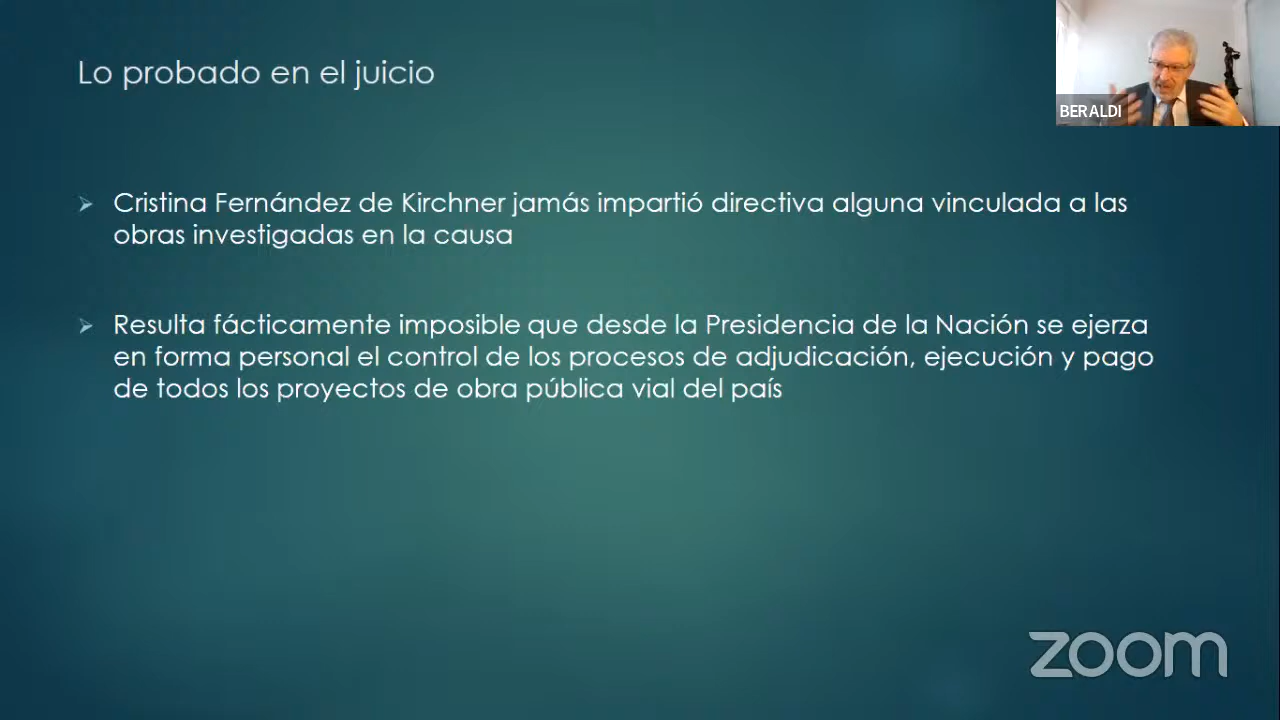 Lo probado en el juicio
BERALDI
Cristina Fernández de Kirchner jamás impartió directiva alguna vinculada a las
obras investigadas en la causa
Resulta fácticamente imposible que desde la Presidencia de la Nación se ejerza
en forma personal el control de los procesos de adjudicación, ejecución y pago
de todos los proyectos de obra pública vial del país
zoom